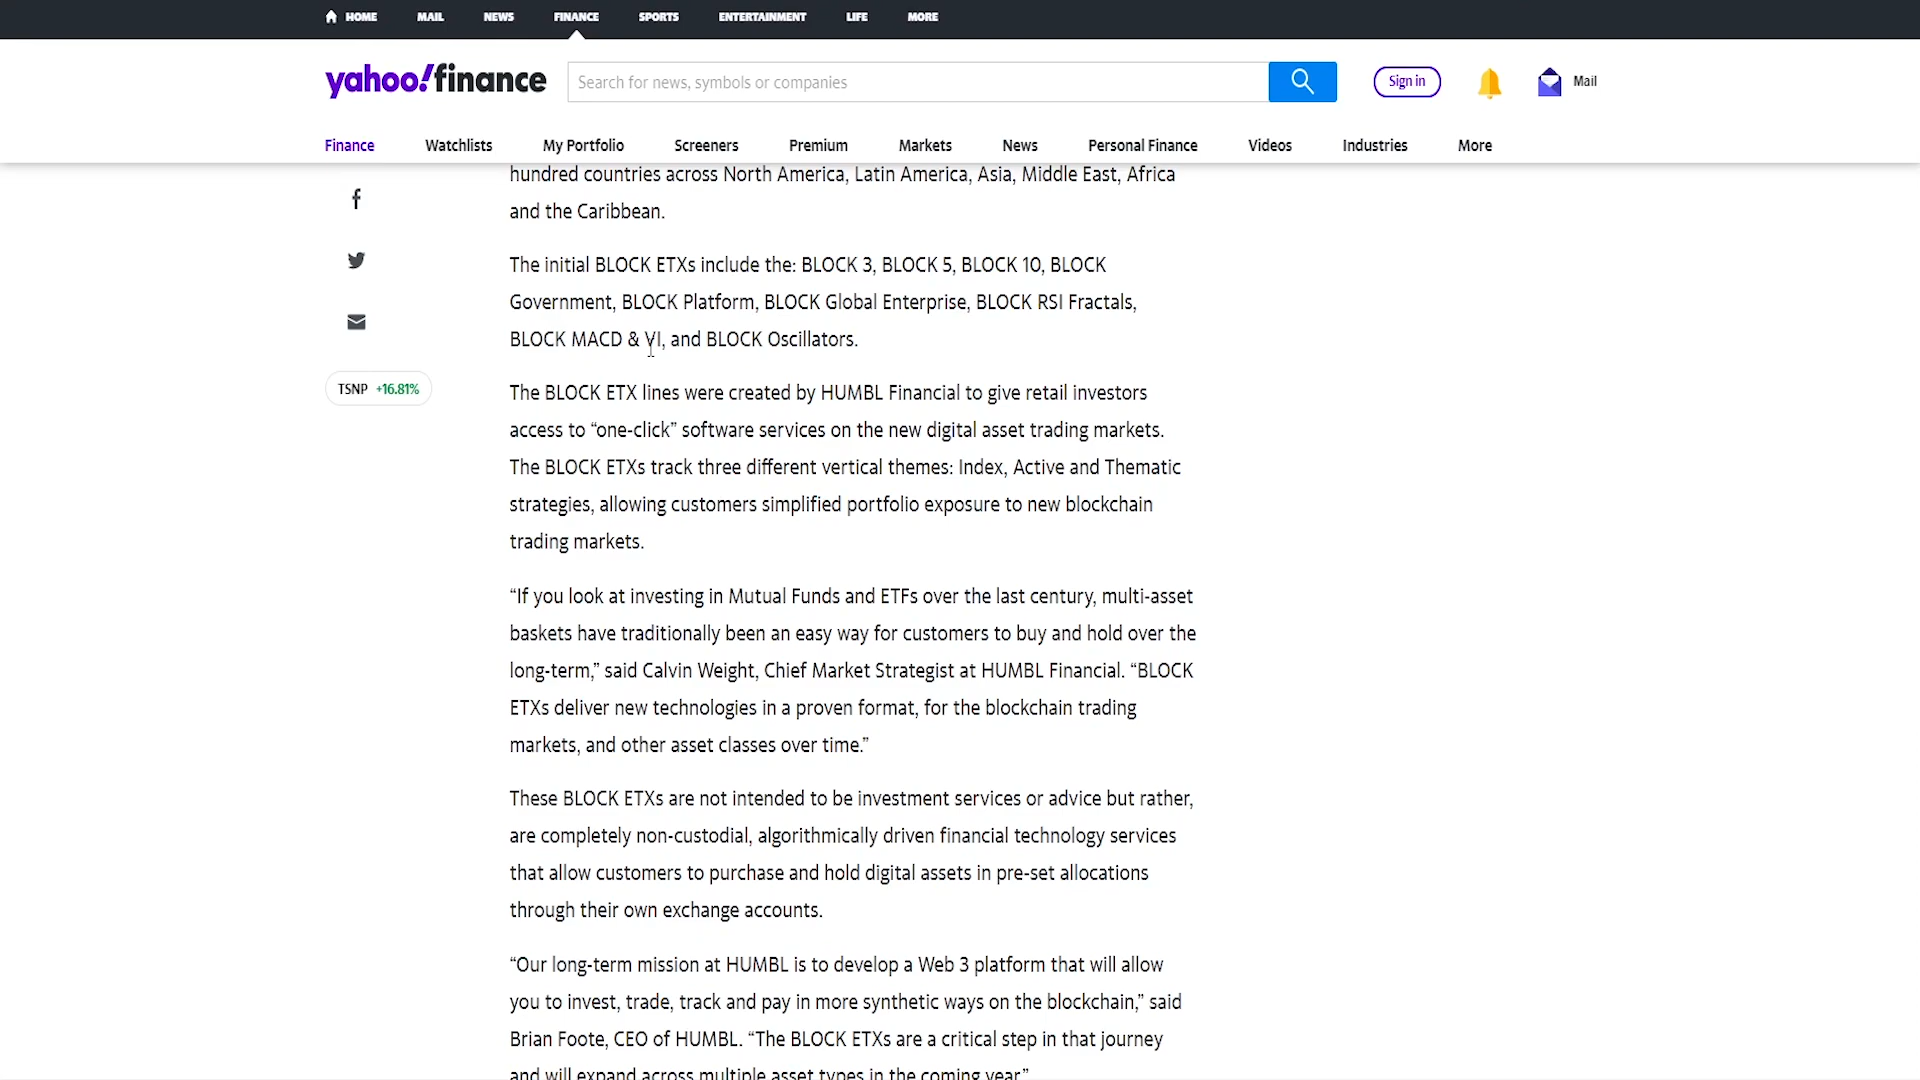 HOME MAIL NEWS FINANCE SPORTS ENTERTAINMENT LIFE MORE
yahoo!finance Search for news, symbols or companies Sign in Mail
Finance Watchlists My Portfolio Screeners Premium Markets News Personal Finance Videos Industries More
hundred countries across North America, Latin America, Asia, Middle East, Africa
and the Caribbean.
The initial BLOCK ETXs include the: BLOCK 3, BLOCK 5, BLOCK 10, BLOCK
Government, BLOCK Platform, BLOCK Global Enterprise, BLOCK RSI Fractals,
BLOCK MACD & VI, and BLOCK Oscillators.
TSNP +16.81%
The BLOCK ETX lines were created by HUMBL Financial to give retail investors
access to “one-click” software services on the new digital asset trading markets.
The BLOCK ETXs track three different vertical themes: Index, Active and Thematic
strategies, allowing customers simplified portfolio exposure to new blockchain
trading markets.
“If you look at investing in Mutual Funds and ETFs over the last century, multi-asset
baskets have traditionally been an easy way for customers to buy and hold over the
long-term,” said Calvin Weight, Chief Market Strategist at HUMBL Financial. “BLOCK
ETXs deliver new technologies in a proven format, for the blockchain trading
markets, and other asset classes over time.”
These BLOCK ETXs are not intended to be investment services or advice but rather,
are completely non-custodial, algorithmically driven financial technology services
that allow customers to purchase and hold digital assets in pre-set allocations
through their own exchange accounts.
“Our long-term mission at HUMBL is to develop a Web 3 platform that will allow
you to invest, trade, track and pay in more synthetic ways on the blockchain,” said
Brian Foote, CEO of HUMBL. “The BLOCK ETXs are a critical step in that journey
and will expand across multiple asset types in the coming year.”